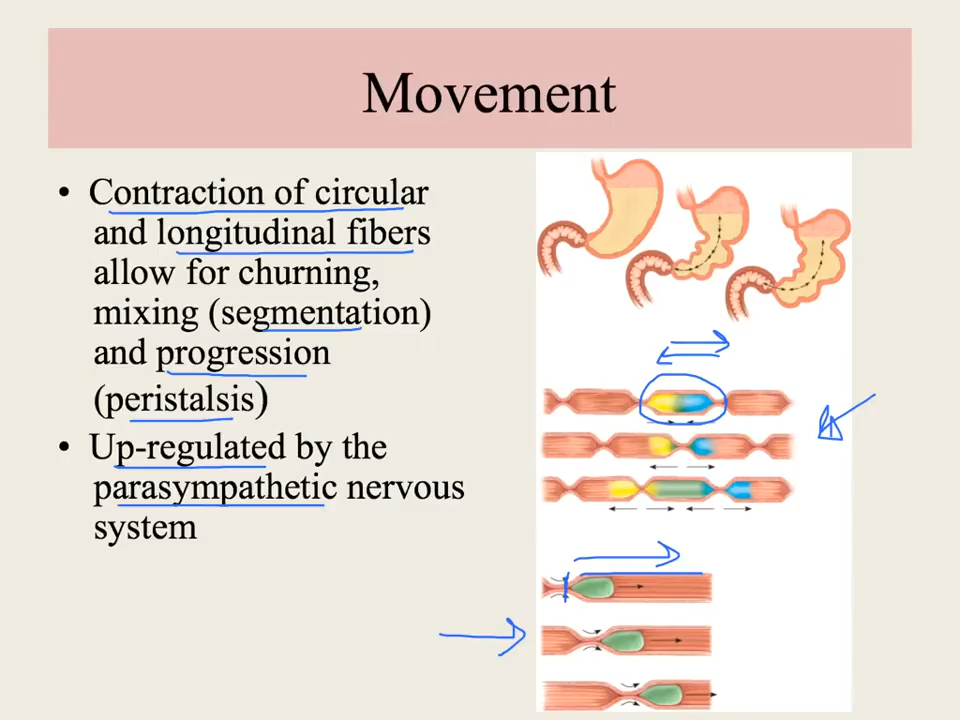 Movement
• Contraction of circular
and longitudinal fibers
allow for churning,
mixing (segmentation)
and progression
(peristalsis)
• Up-regulated by the
parasympathetic nervous
system